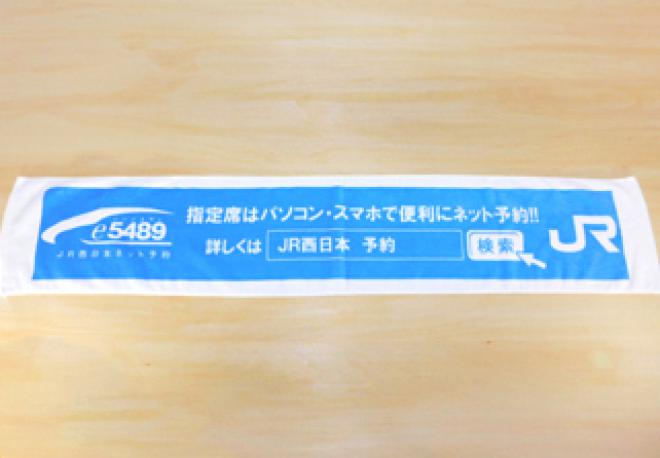 指定席はパソコン・スマホで便利にネット予約!!
e5489
JR西日本ネット予約
詳しくは JR西日本 予約 検索
JR